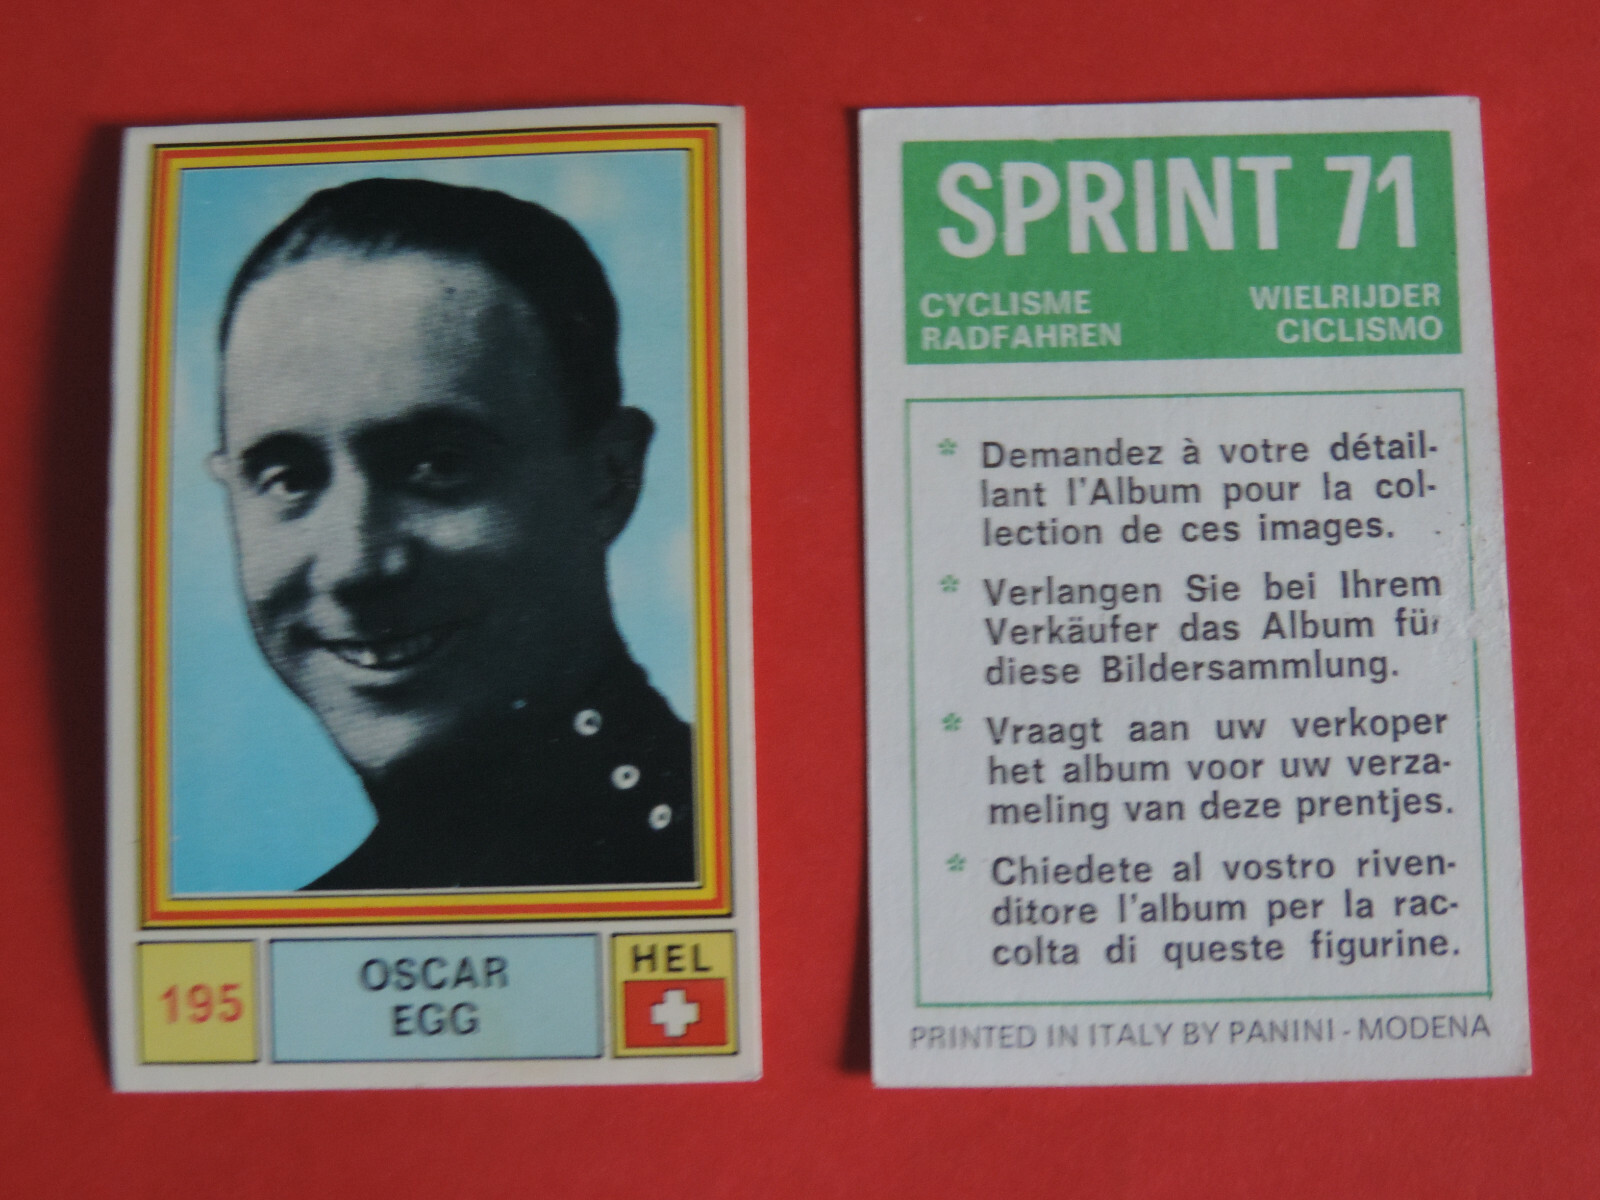 195
OSCAR
EGG
HEL
SPRINT 71
CYCLISME
RADFAHREN
WIELRIJDER
CICLISMO
* Demandez à votre détail-
lant l'Album pour la col-
lection de ces images.
* Verlangen Sie bei Ihrem
Verkäufer das Album für
diese Bildersammlung.
* Vraagt aan uw verkoper
het album voor uw verza-
meling van deze prentjes.
* Chiedete al vostro riven-
ditore l'album per la rac-
colta di queste figurine.
PRINTED IN ITALY BY PANINI - MODENA